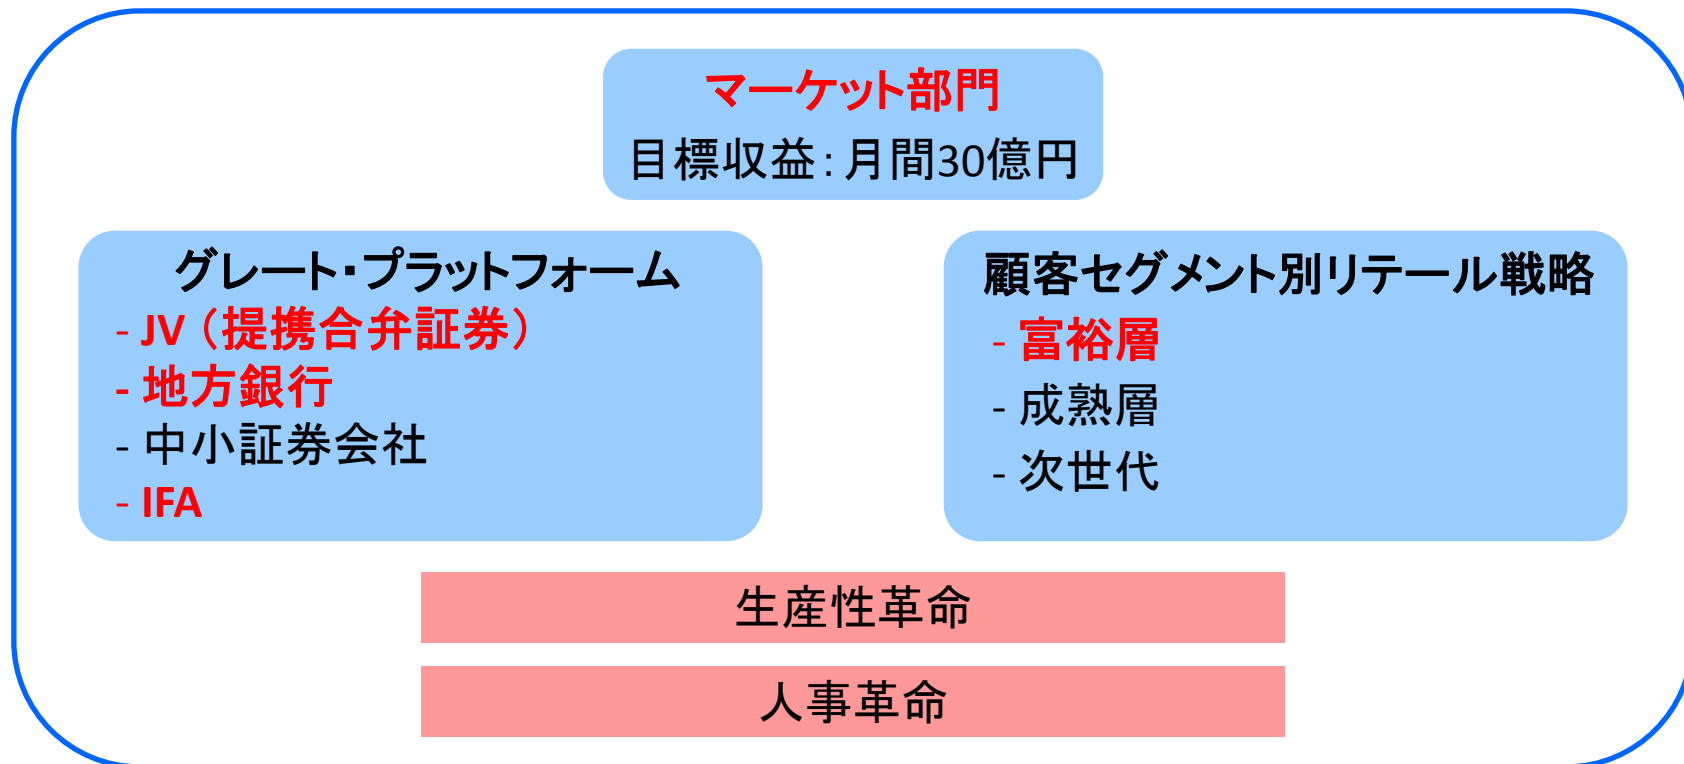 マーケット部門
目標収益：月間30億円
グレート・プラットフォーム
- JV（提携合弁証券）
- 地方銀行
- 中小証券会社
- IFA
顧客セグメント別リテール戦略
- 富裕層
- 成熟層
- 次世代
生産性革命
人事革命